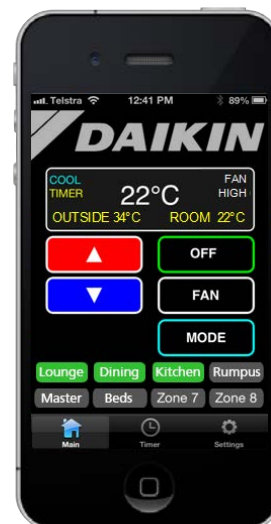 Telstra 12:41 PM 89%
DAIKIN
COOL FAN
TIMER 22°C HIGH
OUTSIDE 34°C ROOM 22°C
OFF
FAN
MODE
Lounge Dining Kitchen Rumpus
Master Beds Zone 7 Zone 8
Main Timer Settings